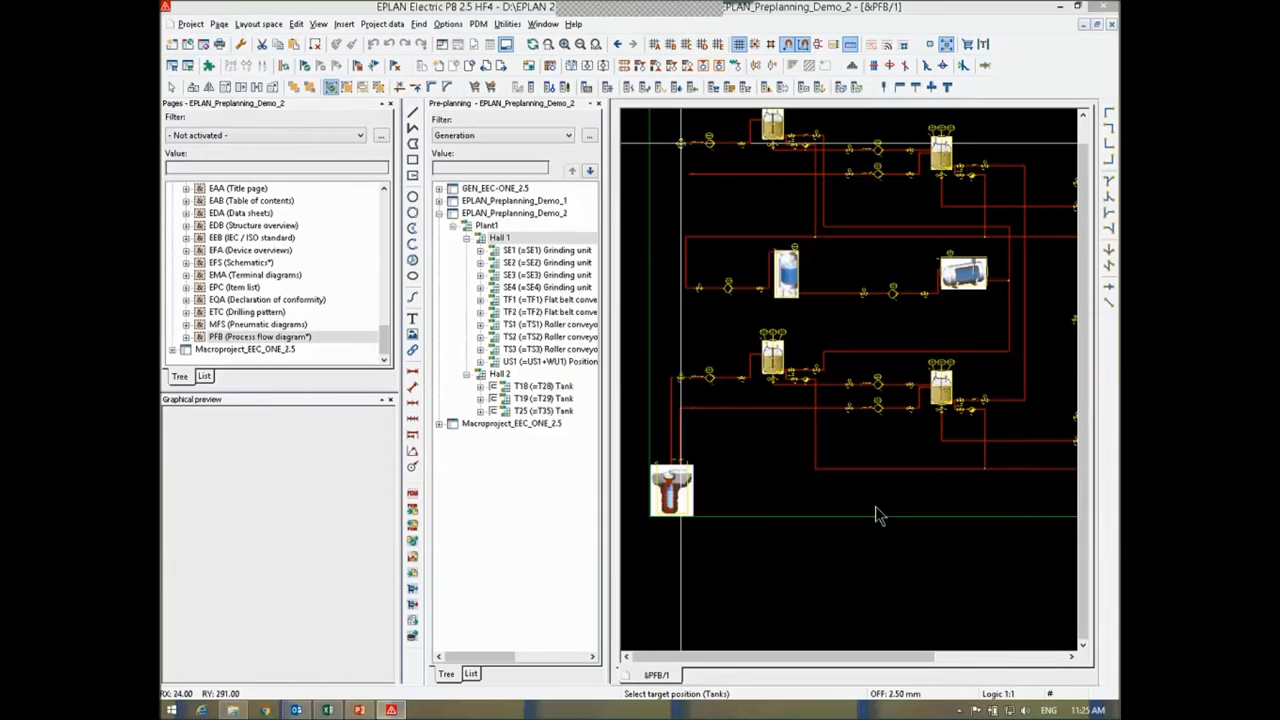 EPLAN Electric P8 2.5 HF4 - D:\EPLAN 2
PLAN_Preplanning_Demo_2 - [&PFB/1]
Project Page Layout space Edit View Insert Project data Find Options PDM Utilities Window Help
Pages - EPLAN_Preplanning_Demo_2
Filter:
- Not activated -
...
Value:
EAA (Title page)
EAB (Table of contents)
EDA (Data sheets)
EDB (Structure overview)
EEB (IEC / ISO standard)
EFA (Device overviews)
EFS (Schematics*)
EMA (Terminal diagrams)
EPC (Item list)
EQA (Declaration of conformity)
ETC (Drilling pattern)
MFS (Pneumatic diagrams)
PFB (Process flow diagram*)
Macroproject_EEC_ONE_2.5
Tree List
Graphical preview
Pre-planning - EPLAN_Preplanning_Demo_2
Filter:
Generation
...
Value:
GEN_EEC-ONE_2.5
EPLAN_Preplanning_Demo_1
EPLAN_Preplanning_Demo_2
Plant1
Hall 1
SE1 (=SE1) Grinding unit
SE2 (=SE2) Grinding unit
SE3 (=SE3) Grinding unit
SE4 (=SE4) Grinding unit
TF1 (=TF1) Flat belt conve
TF2 (=TF2) Flat belt conve
TS1 (=TS1) Roller conveyo
TS2 (=TS2) Roller conveyo
TS3 (=TS3) Roller conveyo
US1 (=US1+WU1) Position
Hall 2
T18 (=T28) Tank
T19 (=T29) Tank
T25 (=T35) Tank
Macroproject_EEC_ONE_2.5
Tree List
&PFB/1
RX: 24.00 RY: 291.00
Select target position (Tanks)
OFF: 2.50 mm
Logic 1:1
#
ENG 11:25 AM